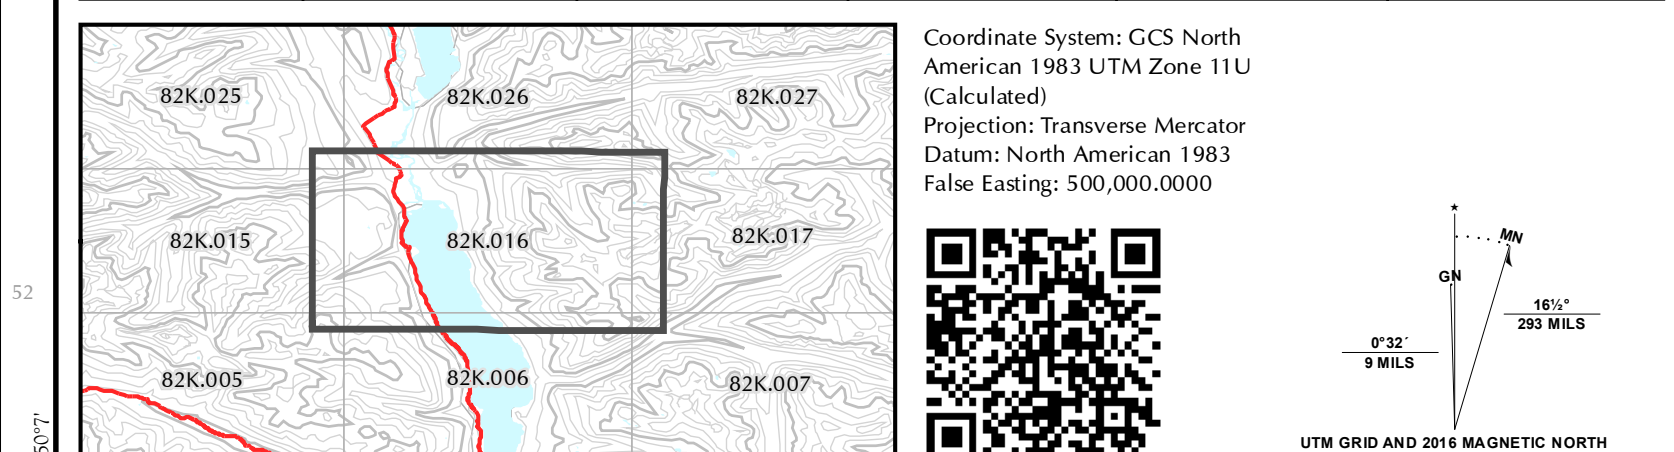 82K.025
82K.026
82K.027
82K.015
82K.016
82K.017
82K.005
82K.006
82K.007
52
50°7'
Coordinate System: GCS North
American 1983 UTM Zone 11U
(Calculated)
Projection: Transverse Mercator
Datum: North American 1983
False Easting: 500,000.0000
MN
GN
16½°
293 MILS
0°32´
9 MILS
UTM GRID AND 2016 MAGNETIC NORTH